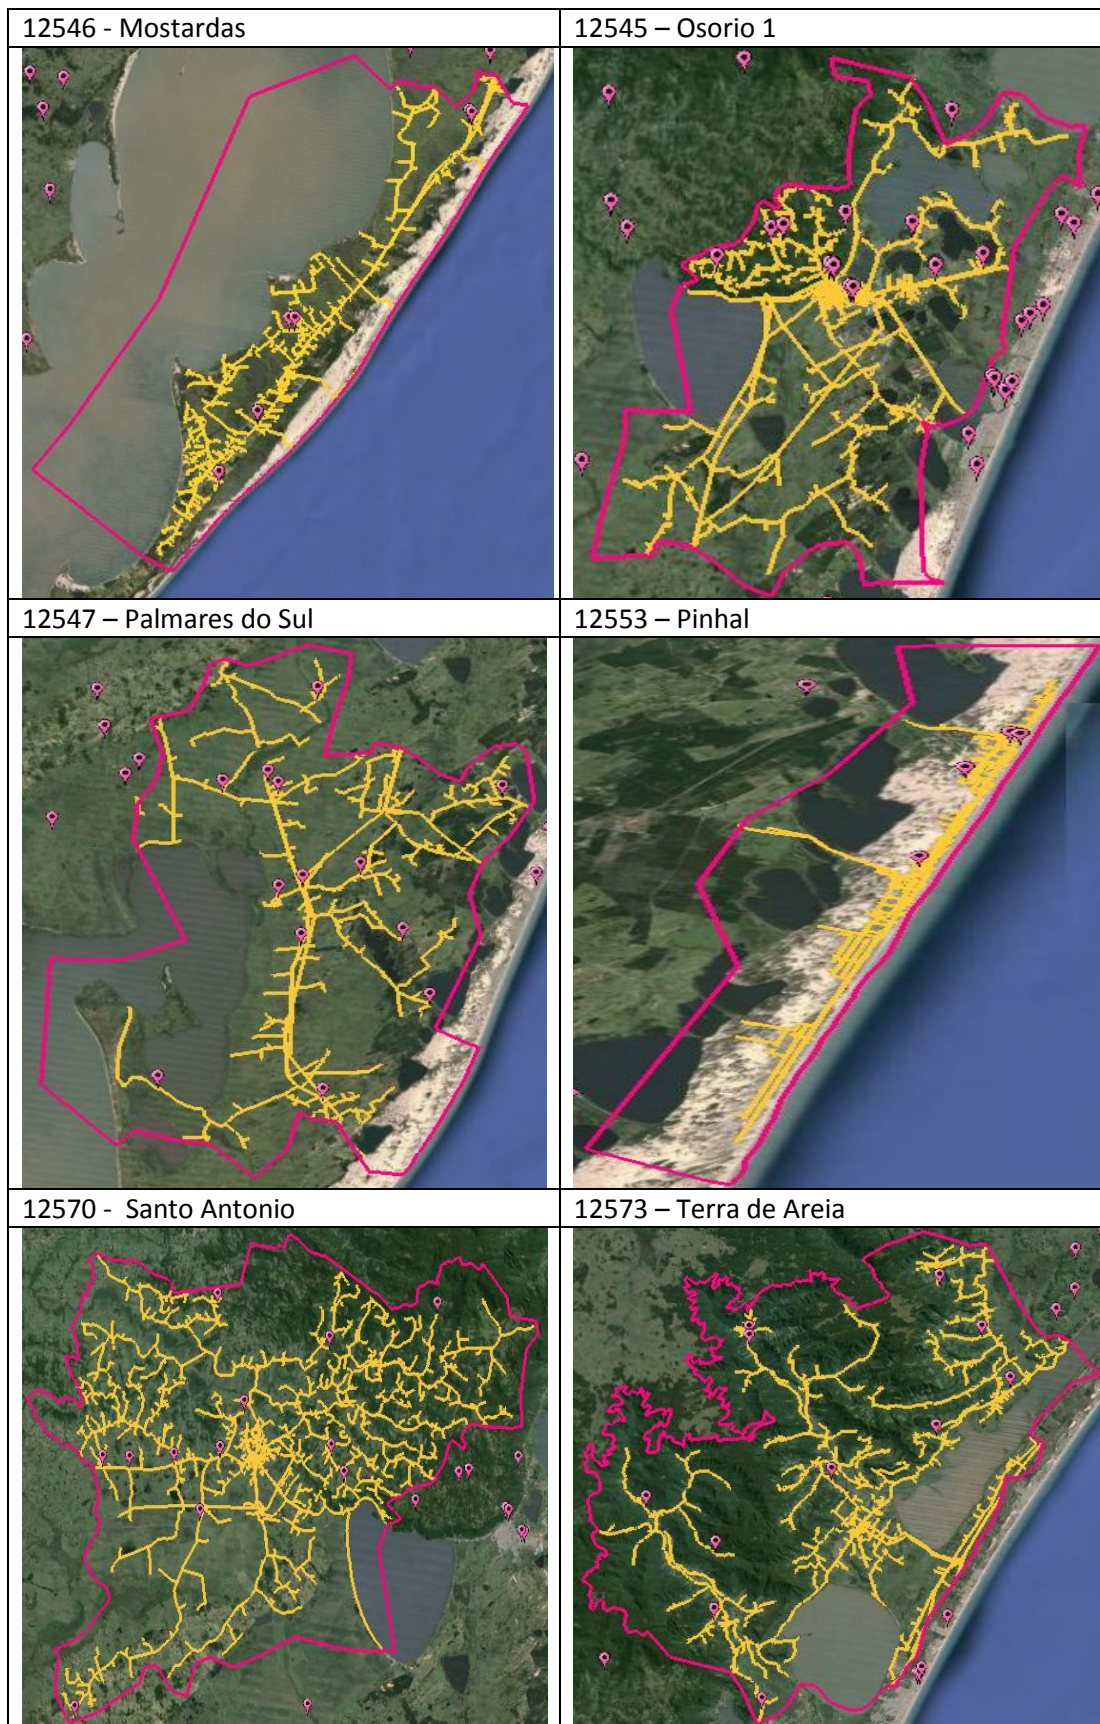 12546 - Mostardas
12545 – Osorio 1
12547 – Palmares do Sul
12553 – Pinhal
12570 -  Santo Antonio
12573 – Terra de Areia